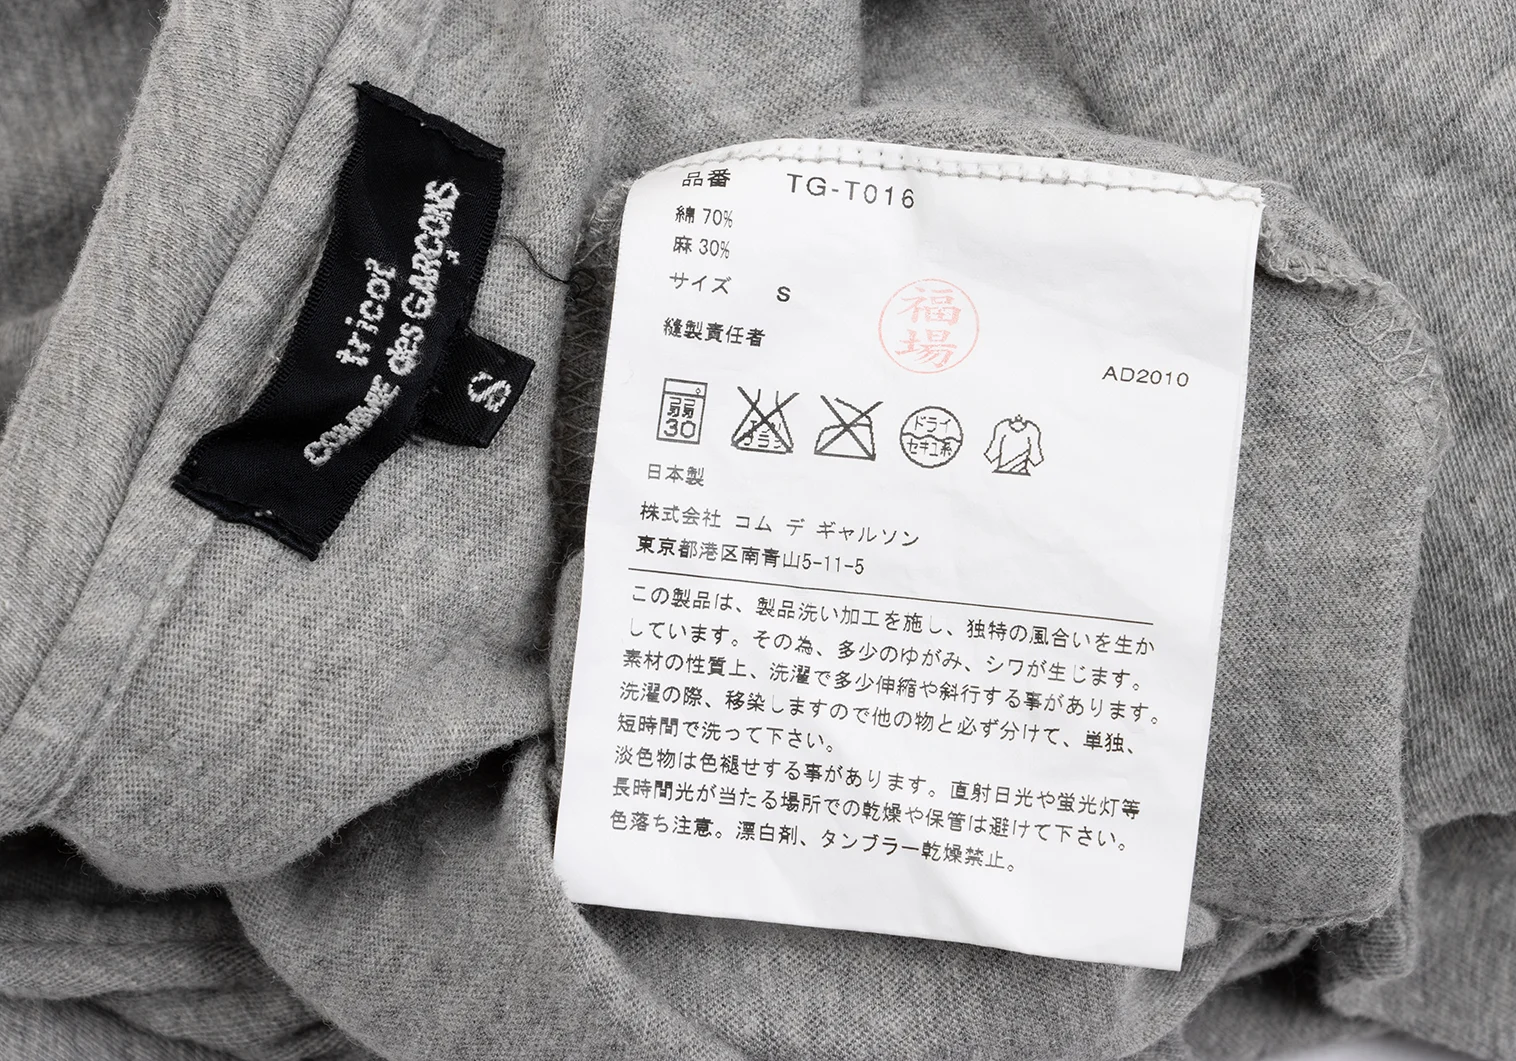 tricot
COMME des GARÇONS
S
品番 TG-T016
綿 70%
麻 30%
サイズ S
縫製責任者
福
場
AD2010
弱
30
エンソ
サラシ
ドライ
セキユ系
日本製
株式会社 コム デ ギャルソン
東京都港区南青山5-11-5
この製品は、製品洗い加工を施し、独特の風合いを生か
しています。その為、多少のゆがみ、シワが生じます。
素材の性質上、洗濯で多少伸縮や斜行する事があります。
洗濯の際、移染しますので他の物と必ず分けて、単独、
短時間で洗って下さい。
淡色物は色褪せする事があります。直射日光や蛍光灯等
長時間光が当たる場所での乾燥や保管は避けて下さい。
色落ち注意。漂白剤、タンブラー乾燥禁止。